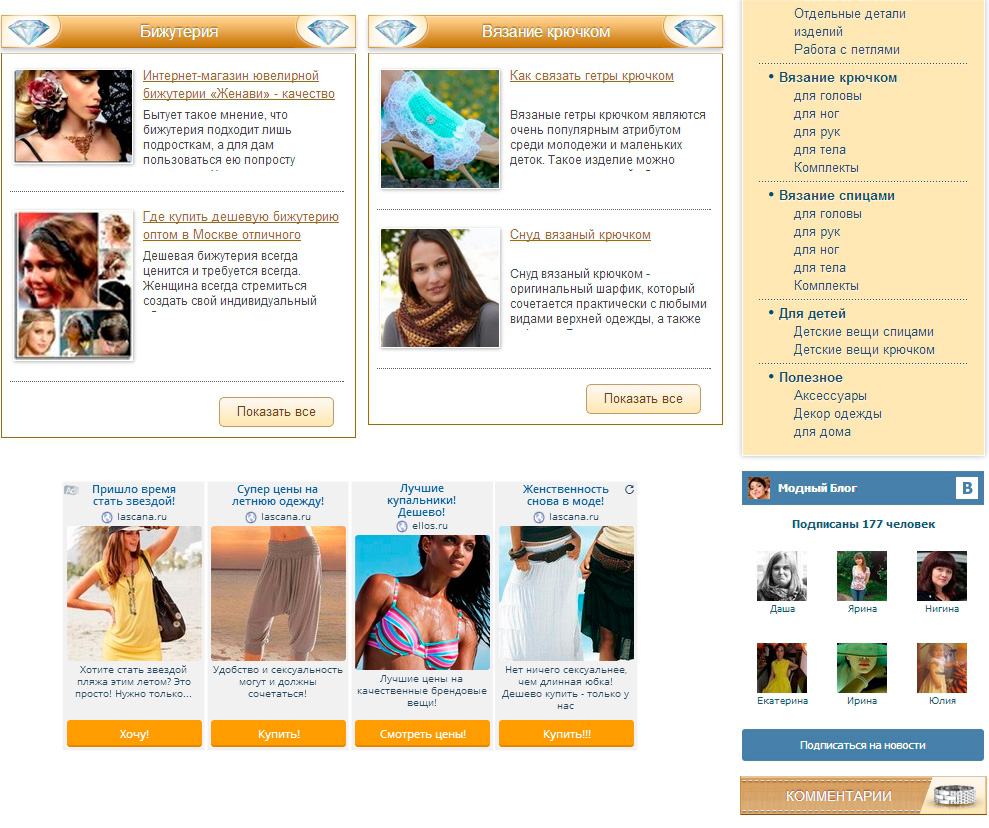 Бижутерия
Интернет-магазин ювелирной
бижутерии «Женави» - качество
Бытует такое мнение, что
бижутерия подходит лишь
подросткам, а для дам
пользоваться ею попросту
Где купить дешевую бижутерию
оптом в Москве отличного
Дешевая бижутерия всегда
ценится и требуется всегда.
Женщина всегда стремиться
создать свой индивидуальный
Показать все
Вязание крючком
Как связать гетры крючком
Вязаные гетры крючком являются
очень популярным атрибутом
среди молодежи и маленьких
деток. Такое изделие можно
Снуд вязаный крючком
Снуд вязаный крючком -
оригинальный шарфик, который
сочетается практически с любыми
видами верхней одежды, а также
Показать все
Отдельные детали
изделий
Работа с петлями
• Вязание крючком
для головы
для ног
для рук
для тела
Комплекты
• Вязание спицами
для головы
для рук
для ног
для тела
Комплекты
• Для детей
Детские вещи спицами
Детские вещи крючком
• Полезное
Аксессуары
Декор одежды
для дома
Пришло время
стать звездой!
lascana.ru
Хотите стать звездой
пляжа этим летом? Это
просто! Нужно только...
Хочу!
Супер цены на
летнюю одежду!
lascana.ru
Удобство и сексуальность
могут и должны
сочетаться!
Купить!
Лучшие
купальники!
Дешево!
ellos.ru
Лучшие цены на
качественные брендовые
вещи!
Смотреть цены!
Женственность
снова в моде!
lascana.ru
Нет ничего сексуальнее,
чем длинная юбка!
Дешево купить - только у
нас
Купить!!!
Модный Блог
В
Подписаны 177 человек
Даша Ярина Нигина
Екатерина Ирина Юлия
Подписаться на новости
КОММЕНТАРИИ